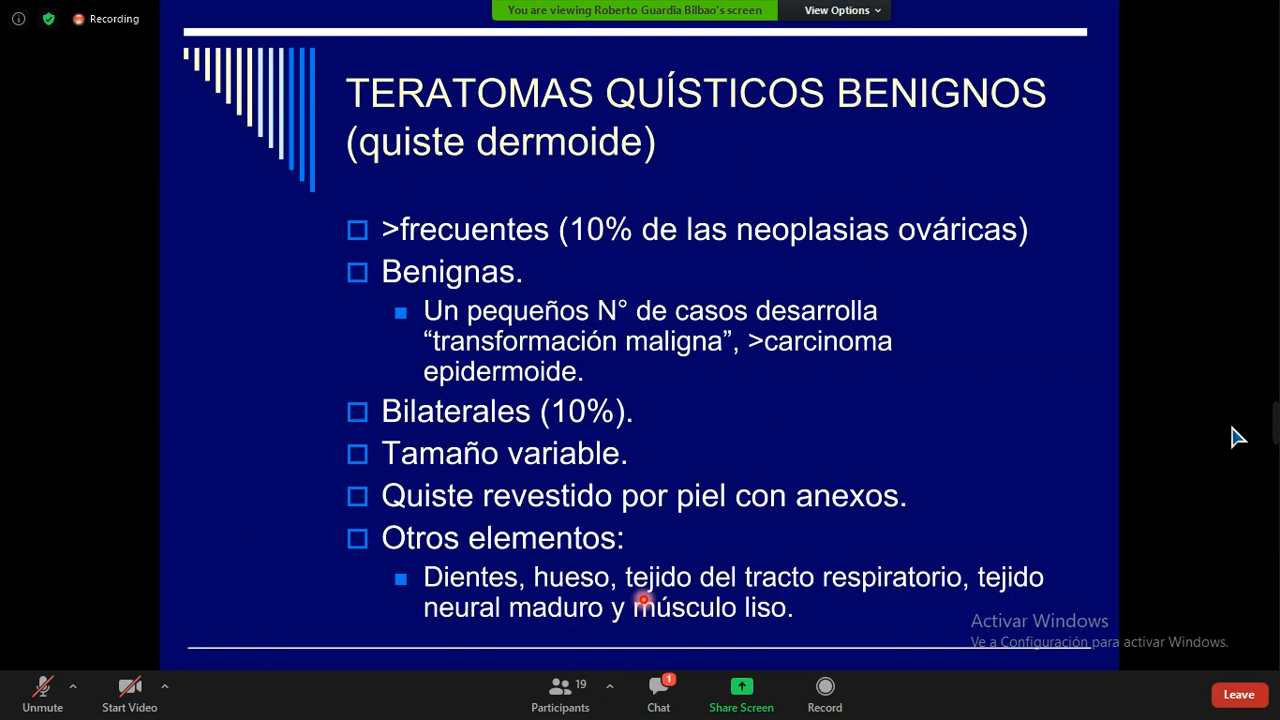 Recording
You are viewing Roberto Guardia Bilbao's screen
View Options
TERATOMAS QUÍSTICOS BENIGNOS
(quiste dermoide)
>frecuentes (10% de las neoplasias ováricas)
Benignas.
Un pequeños N° de casos desarrolla
“transformación maligna”, >carcinoma
epidermoide.
Bilaterales (10%).
Tamaño variable.
Quiste revestido por piel con anexos.
Otros elementos:
Dientes, hueso, tejido del tracto respiratorio, tejido
neural maduro y músculo liso.
Activar Windows
Ve a Configuración para activar Windows.
Unmute
Start Video
19
Participants
1
Chat
Share Screen
Record
Leave